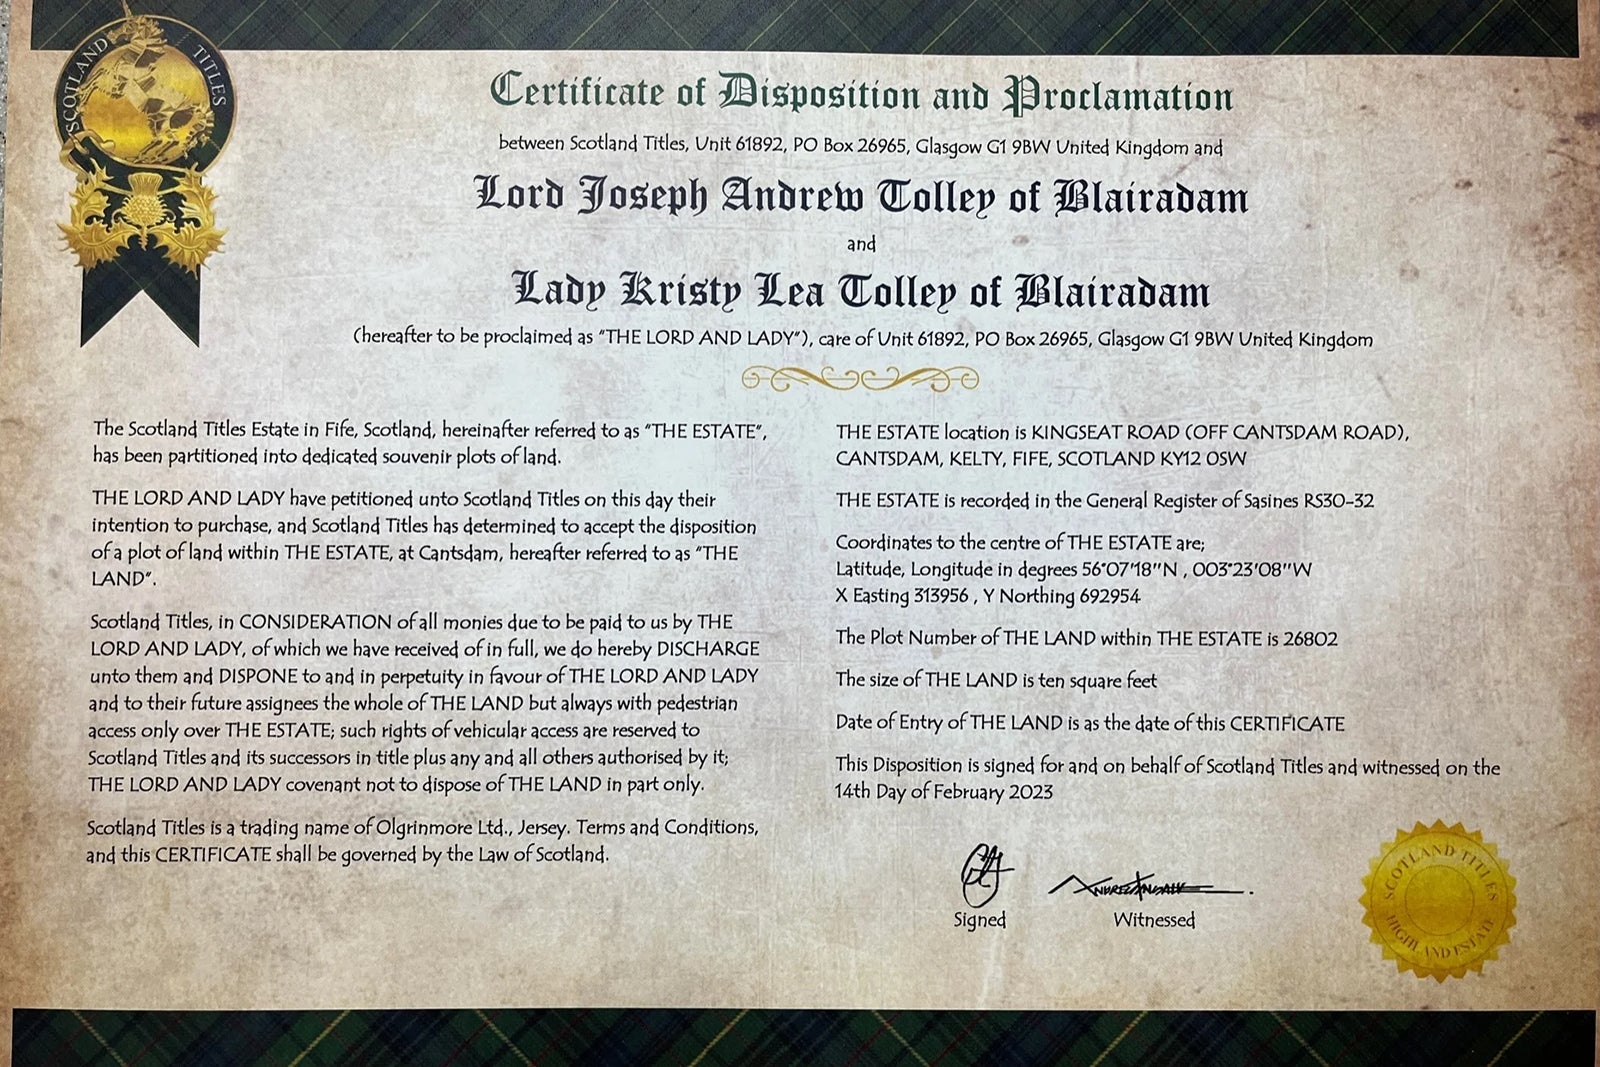 SCOTLAND TITLES
Certificate of Disposition and Proclamation
between Scotland Titles, Unit 61892, PO Box 26965, Glasgow G1 9BW United Kingdom and
Lord Joseph Andrew Tolley of Blairadam
and
Lady Kristy Lea Tolley of Blairadam
(hereafter to be proclaimed as "THE LORD AND LADY"), care of Unit 61892, PO Box 26965, Glasgow G1 9BW United Kingdom
The Scotland Titles Estate in Fife, Scotland, hereinafter referred to as "THE ESTATE",
has been partitioned into dedicated souvenir plots of land.
THE LORD AND LADY have petitioned unto Scotland Titles on this day their
intention to purchase, and Scotland Titles has determined to accept the disposition
of a plot of land within THE ESTATE, at Cantsdam, hereafter referred to as "THE
LAND".
Scotland Titles, in CONSIDERATION of all monies due to be paid to us by THE
LORD AND LADY, of which we have received of in full, we do hereby DISCHARGE
unto them and DISPONE to and in perpetuity in favour of THE LORD AND LADY
and to their future assignees the whole of THE LAND but always with pedestrian
access only over THE ESTATE; such rights of vehicular access are reserved to
Scotland Titles and its successors in title plus any and all others authorised by it;
THE LORD AND LADY covenant not to dispose of THE LAND in part only.
Scotland Titles is a trading name of Olgrinmore Ltd., Jersey. Terms and Conditions,
and this CERTIFICATE shall be governed by the Law of Scotland.
THE ESTATE location is KINGSEAT ROAD (OFF CANTSDAM ROAD),
CANTSDAM, KELTY, FIFE, SCOTLAND KY12 0SW
THE ESTATE is recorded in the General Register of Sasines RS30-32
Coordinates to the centre of THE ESTATE are;
Latitude, Longitude in degrees 56°07'18"N , 003°23'08"W
X Easting 313956 , Y Northing 692954
The Plot Number of THE LAND within THE ESTATE is 26802
The size of THE LAND is ten square feet
Date of Entry of THE LAND is as the date of this CERTIFICATE
This Disposition is signed for and on behalf of Scotland Titles and witnessed on the
14th Day of February 2023
Signed
Witnessed
SCOTLAND TITLES
HIGHLAND ESTATE